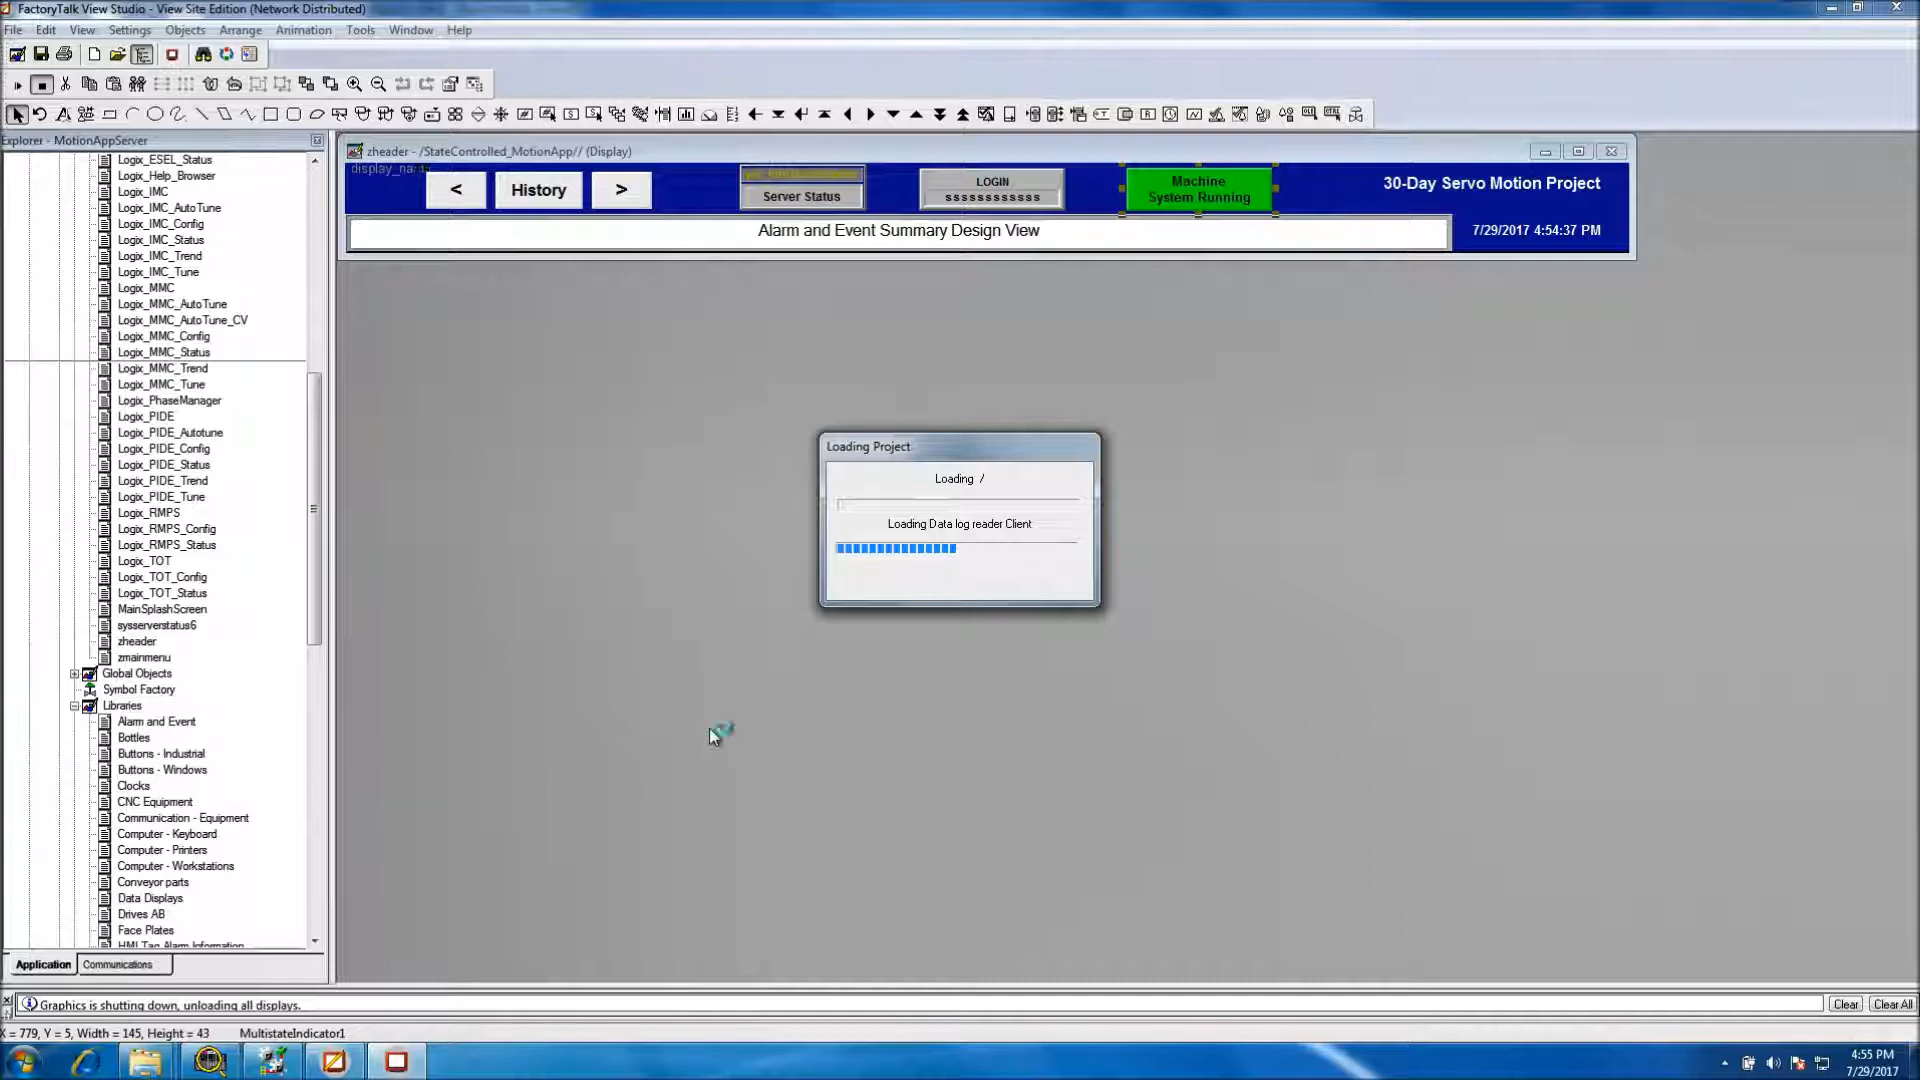 FactoryTalk View Studio - View Site Edition (Network Distributed)
File Edit View Settings Objects Arrange Animation Tools Window Help
Explorer - MotionAppServer
Logix_ESEL_Status
Logix_Help_Browser
Logix_IMC
Logix_IMC_AutoTune
Logix_IMC_Config
Logix_IMC_Status
Logix_IMC_Trend
Logix_IMC_Tune
Logix_MMC
Logix_MMC_AutoTune
Logix_MMC_AutoTune_CV
Logix_MMC_Config
Logix_MMC_Status
Logix_MMC_Trend
Logix_MMC_Tune
Logix_PhaseManager
Logix_PIDE
Logix_PIDE_Autotune
Logix_PIDE_Config
Logix_PIDE_Status
Logix_PIDE_Trend
Logix_PIDE_Tune
Logix_RMPS
Logix_RMPS_Config
Logix_RMPS_Status
Logix_TOT
Logix_TOT_Config
Logix_TOT_Status
MainSplashScreen
sysserverstatus6
zheader
zmainmenu
Global Objects
Symbol Factory
Libraries
Alarm and Event
Bottles
Buttons - Industrial
Buttons - Windows
Clocks
CNC Equipment
Communication - Equipment
Computer - Keyboard
Computer - Printers
Computer - Workstations
Conveyor parts
Data Displays
Drives AB
Face Plates
HMI Tag Alarm Information
Application Communications
zheader - /StateControlled_MotionApp// (Display)
< History >
Server Status
LOGIN
ssssssssssss
Machine
System Running
30-Day Servo Motion Project
Alarm and Event Summary Design View
7/29/2017 4:54:37 PM
Loading Project
Loading /
Loading Data log reader Client
Graphics is shutting down, unloading all displays.
Clear Clear All
X = 779, Y = 5, Width = 145, Height = 43 MultistateIndicator1
4:55 PM
7/29/2017